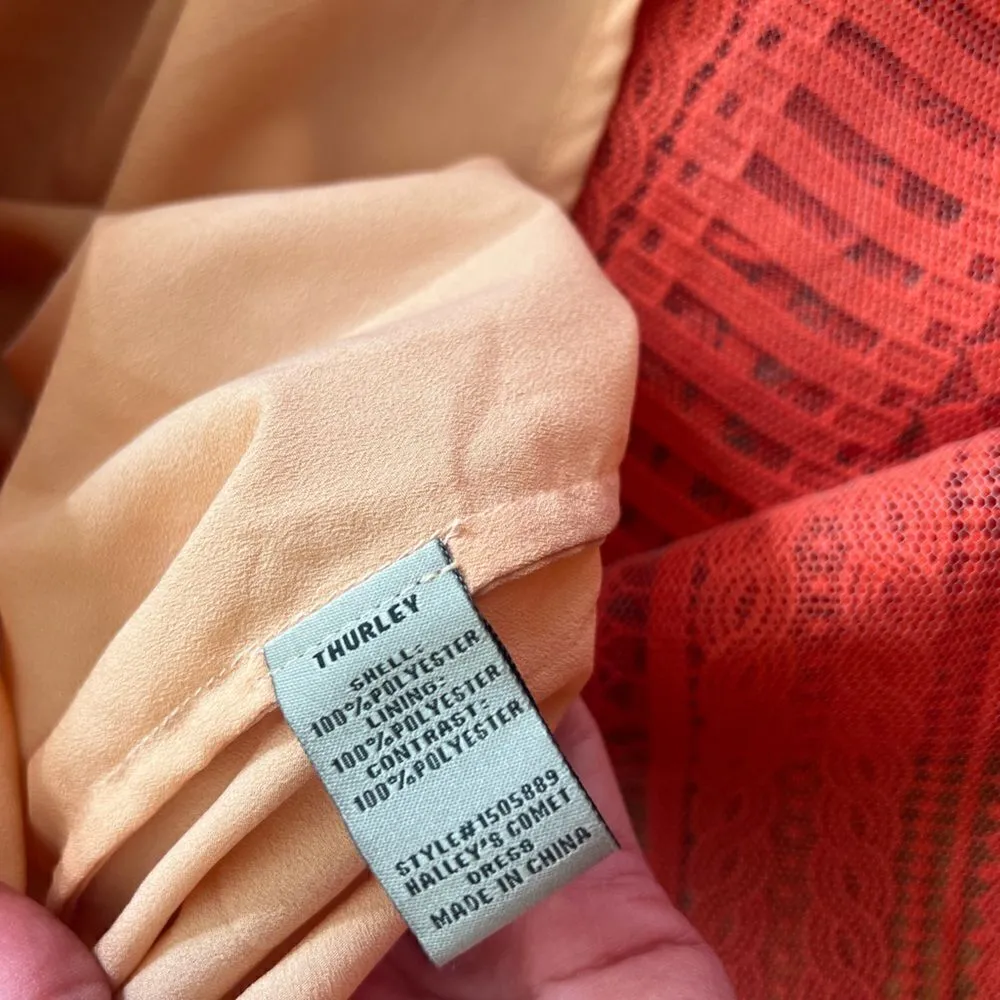 THURLEY
SHELL:
100%POLYESTER
LINING:
100%POLYESTER
CONTRAST:
100%POLYESTER
STYLE#1505889
HALLEY'S COMET
DRESS
MADE IN CHINA